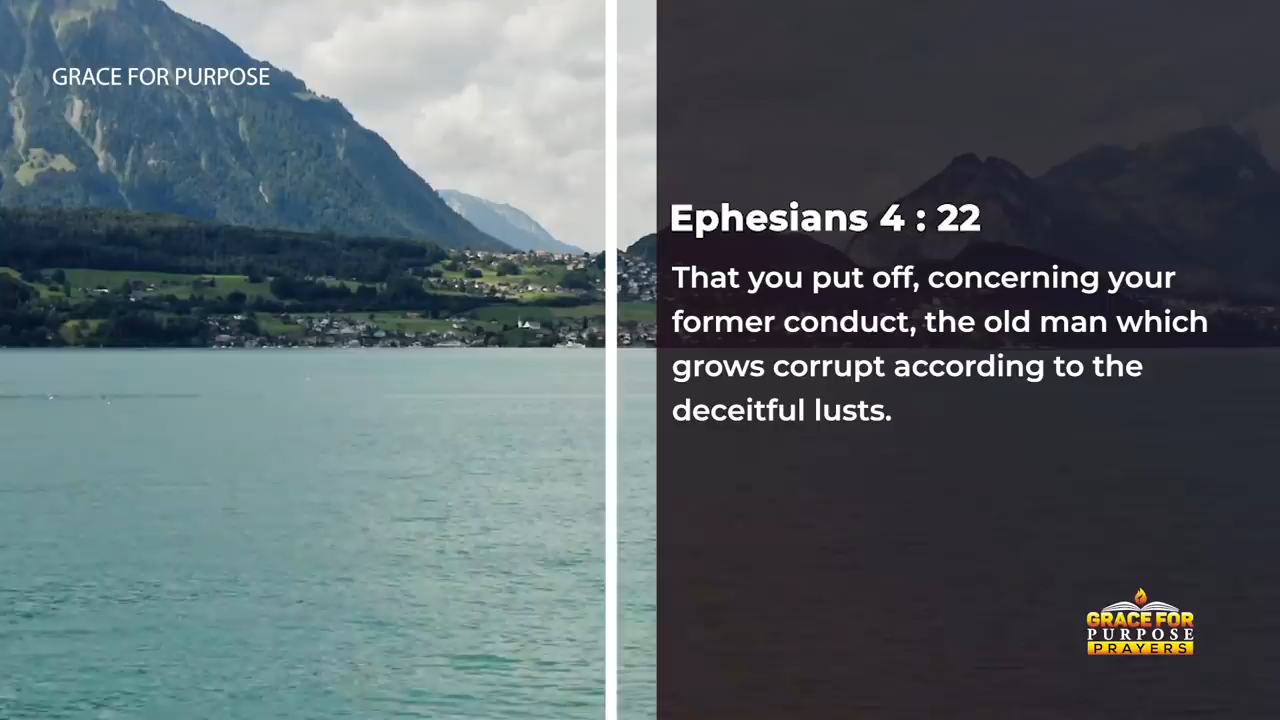 GRACE FOR PURPOSE
Ephesians 4 : 22
That you put off, concerning your
former conduct, the old man which
grows corrupt according to the
deceitful lusts.
GRACE FOR
PURPOSE
PRAYERS